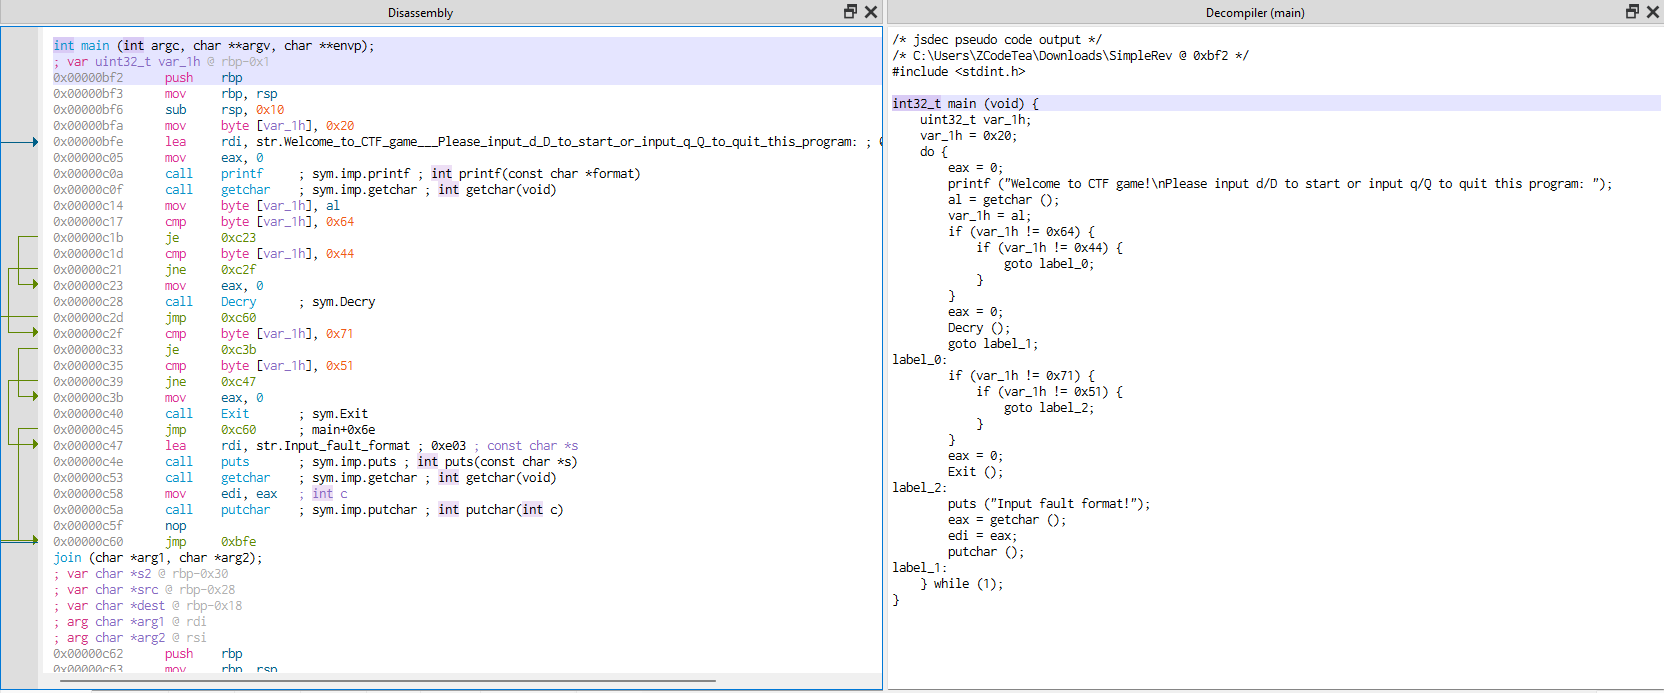 Disassembly
int main (int argc, char **argv, char **envp);
; var uint32_t var_1h @ rbp-0x1
0x00000bf2 push rbp
0x00000bf3 mov rbp, rsp
0x00000bf6 sub rsp, 0x10
0x00000bfa mov byte [var_1h], 0x20
0x00000bfe lea rdi, str.Welcome_to_CTF_game___Please_input_d_D_to_start_or_input_q_Q_to_quit_this_program: ;
0x00000c05 mov eax, 0
0x00000c0a call printf ; sym.imp.printf ; int printf(const char *format)
0x00000c0f call getchar ; sym.imp.getchar ; int getchar(void)
0x00000c14 mov byte [var_1h], al
0x00000c17 cmp byte [var_1h], 0x64
0x00000c1b je 0xc23
0x00000c1d cmp byte [var_1h], 0x44
0x00000c21 jne 0xc2f
0x00000c23 mov eax, 0
0x00000c28 call Decry ; sym.Decry
0x00000c2d jmp 0xc60
0x00000c2f cmp byte [var_1h], 0x71
0x00000c33 je 0xc3b
0x00000c35 cmp byte [var_1h], 0x51
0x00000c39 jne 0xc47
0x00000c3b mov eax, 0
0x00000c40 call Exit ; sym.Exit
0x00000c45 jmp 0xc60 ; main+0x6e
0x00000c47 lea rdi, str.Input_fault_format ; 0xe03 ; const char *s
0x00000c4e call puts ; sym.imp.puts ; int puts(const char *s)
0x00000c53 call getchar ; sym.imp.getchar ; int getchar(void)
0x00000c58 mov edi, eax ; int c
0x00000c5a call putchar ; sym.imp.putchar ; int putchar(int c)
0x00000c5f nop
0x00000c60 jmp 0xbfe
join (char *arg1, char *arg2);
; var char *s2 @ rbp-0x30
; var char *src @ rbp-0x28
; var char *dest @ rbp-0x18
; arg char *arg1 @ rdi
; arg char *arg2 @ rsi
0x00000c62 push rbp
0x00000c63 mov rbp, rsp
Decompiler (main)
/* jsdec pseudo code output */
/* C:\Users\ZCodeTea\Downloads\SimpleRev @ 0xbf2 */
#include <stdint.h>
int32_t main (void) {
uint32_t var_1h;
var_1h = 0x20;
do {
eax = 0;
printf ("Welcome to CTF game!\nPlease input d/D to start or input q/Q to quit this program: ");
al = getchar ();
var_1h = al;
if (var_1h != 0x64) {
if (var_1h != 0x44) {
goto label_0;
}
}
eax = 0;
Decry ();
goto label_1;
label_0:
if (var_1h != 0x71) {
if (var_1h != 0x51) {
goto label_2;
}
}
eax = 0;
Exit ();
label_2:
puts ("Input fault format!");
eax = getchar ();
edi = eax;
putchar ();
label_1:
} while (1);
}